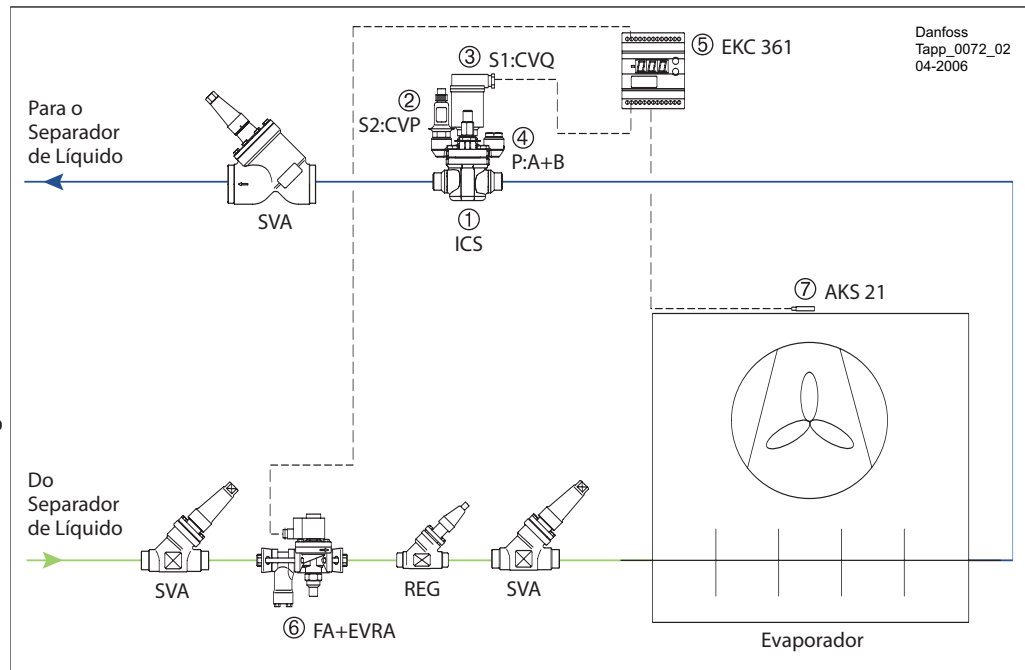 Danfoss
Tapp_0072_02
04-2006
⑤ EKC 361
③ S1:CVQ
②
S2:CVP
④
P:A+B
Para o
Separador
de Líquido
SVA
①
ICS
⑦ AKS 21
Do
Separador
de Líquido
SVA
REG
SVA
⑥ FA+EVRA
Evaporador